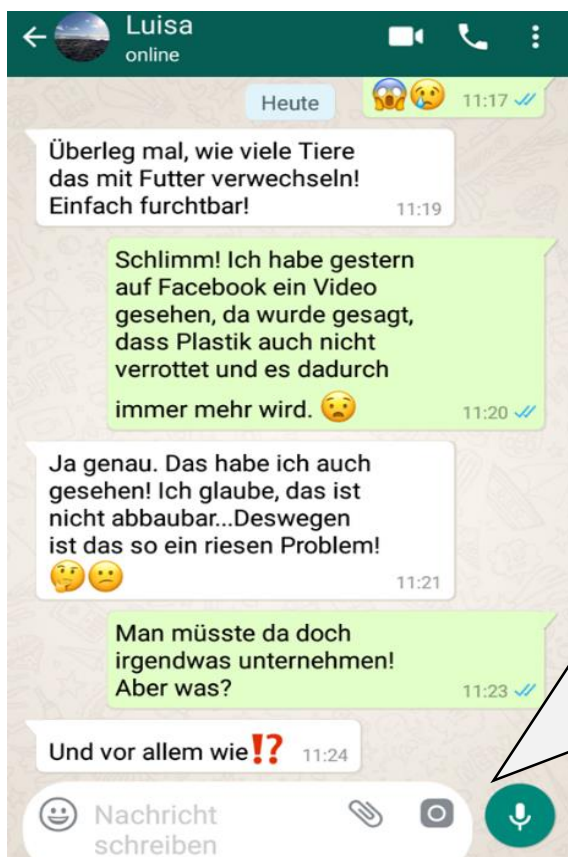 Luisa
online
😱😢 11:17
Heute
Überleg mal, wie viele Tiere
das mit Futter verwechseln!
Einfach furchtbar! 11:19
Schlimm! Ich habe gestern
auf Facebook ein Video
gesehen, da wurde gesagt,
dass Plastik auch nicht
verrottet und es dadurch
immer mehr wird. 😧 11:20
Ja genau. Das habe ich auch
gesehen! Ich glaube, das ist
nicht abbaubar...Deswegen
ist das so ein riesen Problem!
🤔😕 11:21
Man müsste da doch
irgendwas unternehmen!
Aber was? 11:23
Und vor allem wie⁉️ 11:24
Nachricht
schreiben